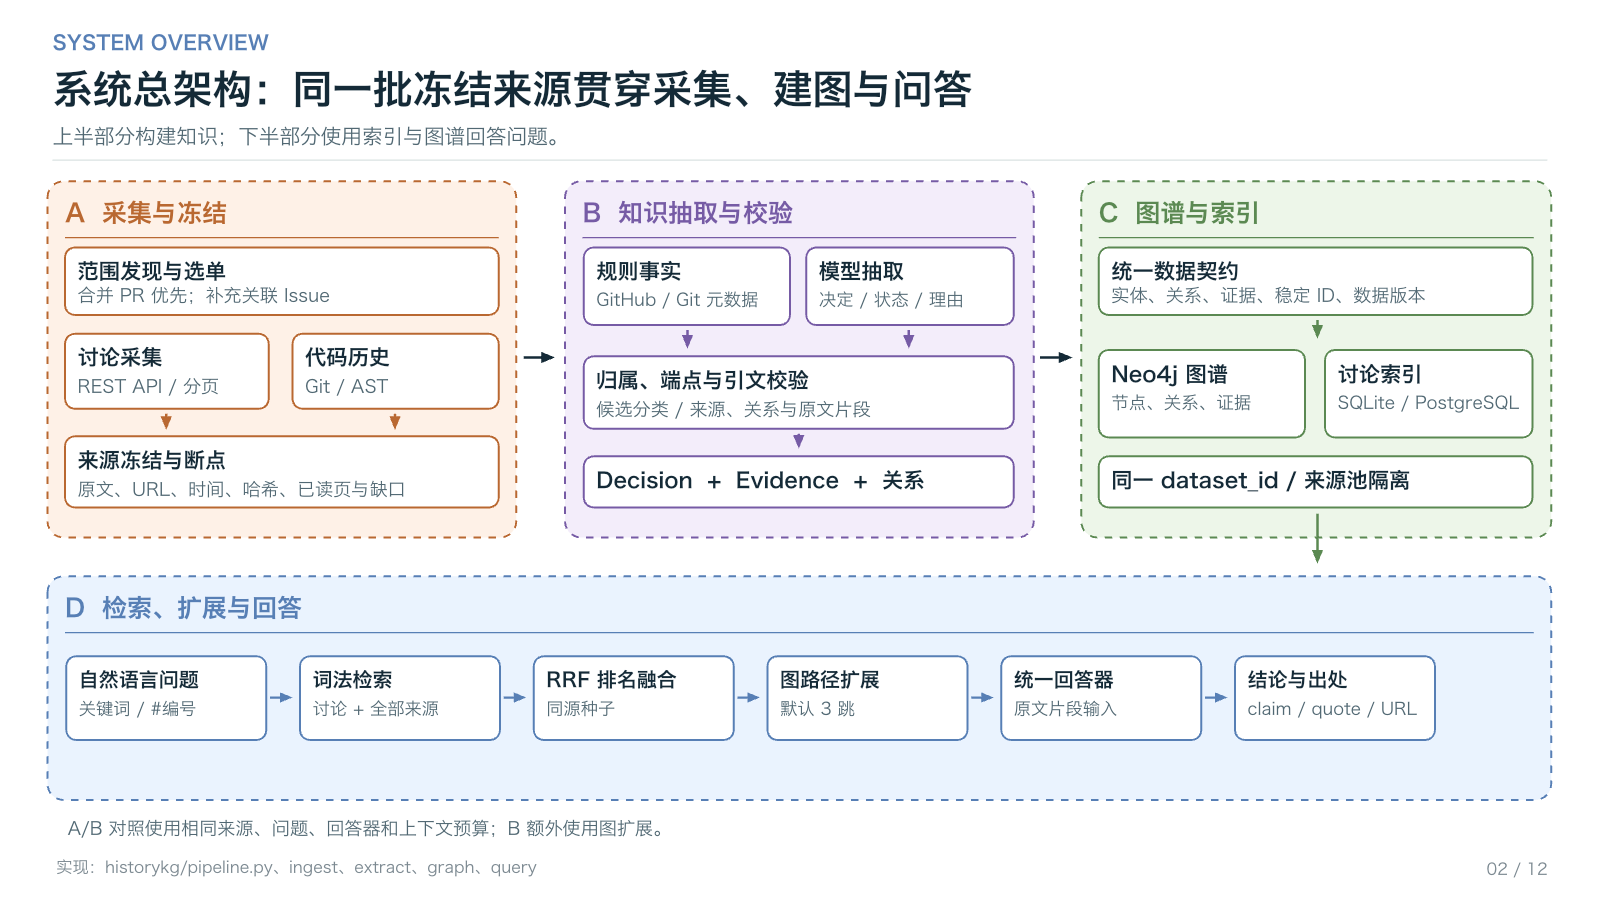 SYSTEM OVERVIEW
系统总架构：同一批冻结来源贯穿采集、建图与问答
上半部分构建知识；下半部分使用索引与图谱回答问题。
A 采集与冻结
范围发现与选单
合并 PR 优先；补充关联 Issue
讨论采集
REST API / 分页
代码历史
Git / AST
来源冻结与断点
原文、URL、时间、哈希、已读页与缺口
B 知识抽取与校验
规则事实
GitHub / Git 元数据
模型抽取
决定 / 状态 / 理由
归属、端点与引文校验
候选分类 / 来源、关系与原文片段
Decision + Evidence + 关系
C 图谱与索引
统一数据契约
实体、关系、证据、稳定 ID、数据版本
Neo4j 图谱
节点、关系、证据
讨论索引
SQLite / PostgreSQL
同一 dataset_id / 来源池隔离
D 检索、扩展与回答
自然语言问题
关键词 / #编号
词法检索
讨论 + 全部来源
RRF 排名融合
同源种子
图路径扩展
默认 3 跳
统一回答器
原文片段输入
结论与出处
claim / quote / URL
A/B 对照使用相同来源、问题、回答器和上下文预算；B 额外使用图扩展。
实现：historykg/pipeline.py、ingest、extract、graph、query
02 / 12